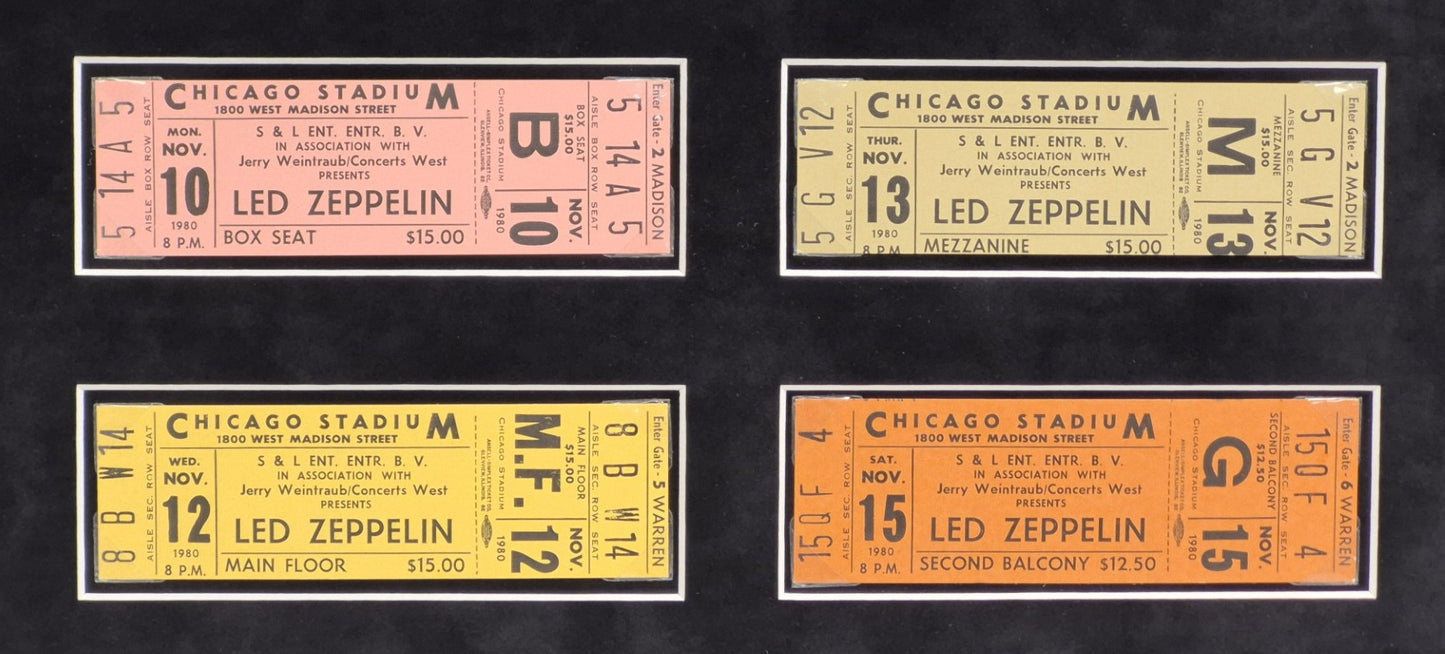 5 14 A 5
AISLE BOX ROW SEAT
CHICAGO STADIUM
1800 WEST MADISON STREET
MON.
NOV.
10
1980
8 P.M.
S & L ENT. ENTR. B. V.
IN ASSOCIATION WITH
Jerry Weintraub/Concerts West
PRESENTS
LED ZEPPELIN
BOX SEAT $15.00
CHICAGO STADIUM 1980
B 10
NOV.
BOX SEAT
$15.00
AISLE BOX ROW SEAT
5 14 A 5
Enter Gate - 2 MADISON
5 G V 12
AISLE SEC. ROW SEAT
CHICAGO STADIUM
1800 WEST MADISON STREET
THUR.
NOV.
13
1980
8 P.M.
S & L ENT. ENTR. B. V.
IN ASSOCIATION WITH
Jerry Weintraub/Concerts West
PRESENTS
LED ZEPPELIN
MEZZANINE $15.00
CHICAGO STADIUM 1980
M 13
NOV.
MEZZANINE
$15.00
AISLE SEC. ROW SEAT
5 G V 12
Enter Gate - 2 MADISON
8 B W 14
AISLE SEC. ROW SEAT
CHICAGO STADIUM
1800 WEST MADISON STREET
WED.
NOV.
12
1980
8 P.M.
S & L ENT. ENTR. B. V.
IN ASSOCIATION WITH
Jerry Weintraub/Concerts West
PRESENTS
LED ZEPPELIN
MAIN FLOOR $15.00
CHICAGO STADIUM 1980
M.F. 12
NOV.
MAIN FLOOR
$15.00
AISLE SEC. ROW SEAT
8 B W 14
Enter Gate - 5 WARREN
15 Q F 4
AISLE SEC. ROW SEAT
CHICAGO STADIUM
1800 WEST MADISON STREET
SAT.
NOV.
15
1980
8 P.M.
S & L ENT. ENTR. B. V.
IN ASSOCIATION WITH
Jerry Weintraub/Concerts West
PRESENTS
LED ZEPPELIN
SECOND BALCONY $12.50
CHICAGO STADIUM 1980
G 15
NOV.
SECOND BALCONY
$12.50
AISLE SEC. ROW SEAT
15 Q F 4
Enter Gate - 6 WARREN